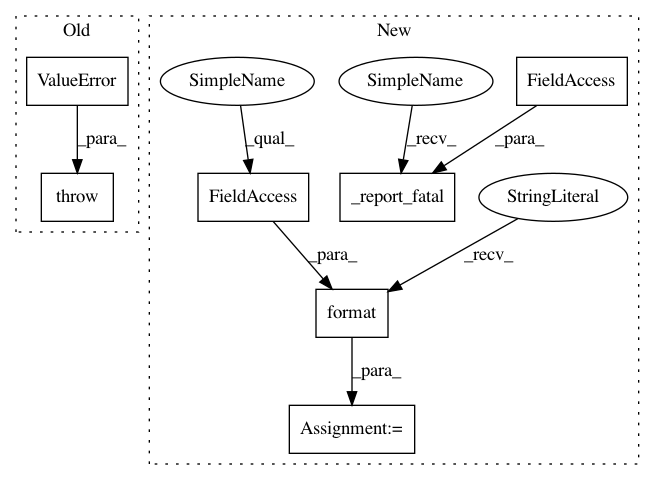 Old
New
ValueError
SimpleName
SimpleName
FieldAccess
_para_
_qual_
_recv_
_para_
throw
FieldAccess
_report_fatal
StringLiteral
_para_
_recv_
format
_para_
Assignment:=